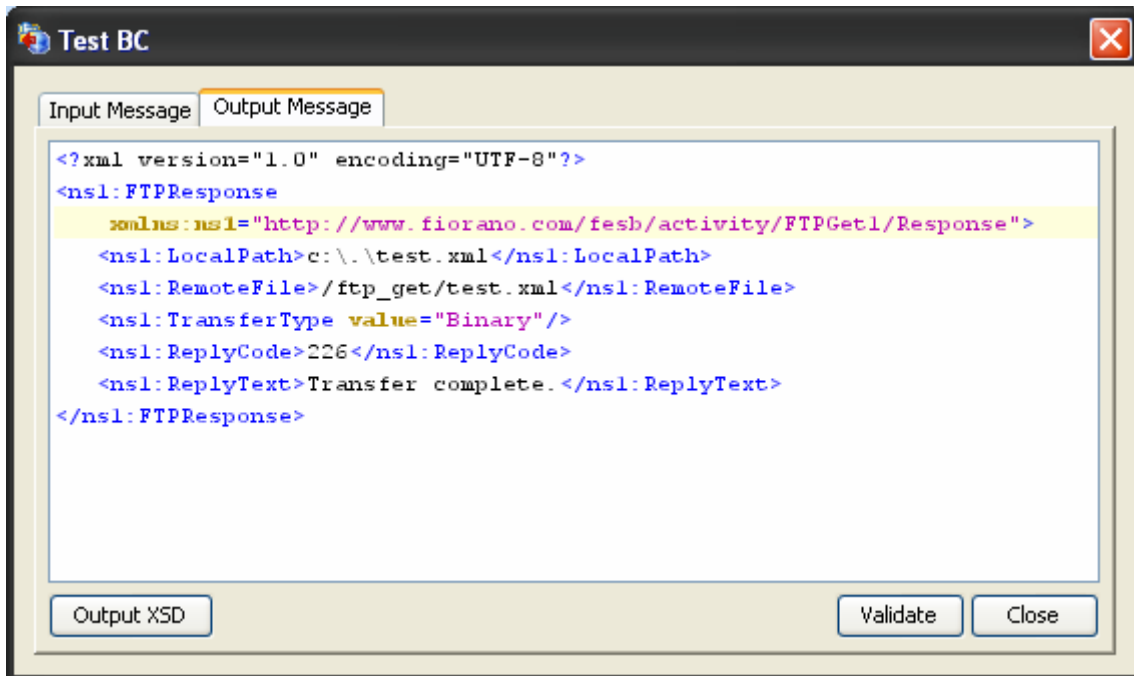 Test BC
Input Message Output Message
<?xml version="1.0" encoding="UTF-8"?>
<ns1:FTPResponse
xmlns:ns1="http://www.fiorano.com/fesb/activity/FTPGet1/Response">
<ns1:LocalPath>c:\.\test.xml</ns1:LocalPath>
<ns1:RemoteFile>/ftp_get/test.xml</ns1:RemoteFile>
<ns1:TransferType value="Binary"/>
<ns1:ReplyCode>226</ns1:ReplyCode>
<ns1:ReplyText>Transfer complete.</ns1:ReplyText>
</ns1:FTPResponse>
Output XSD Validate Close